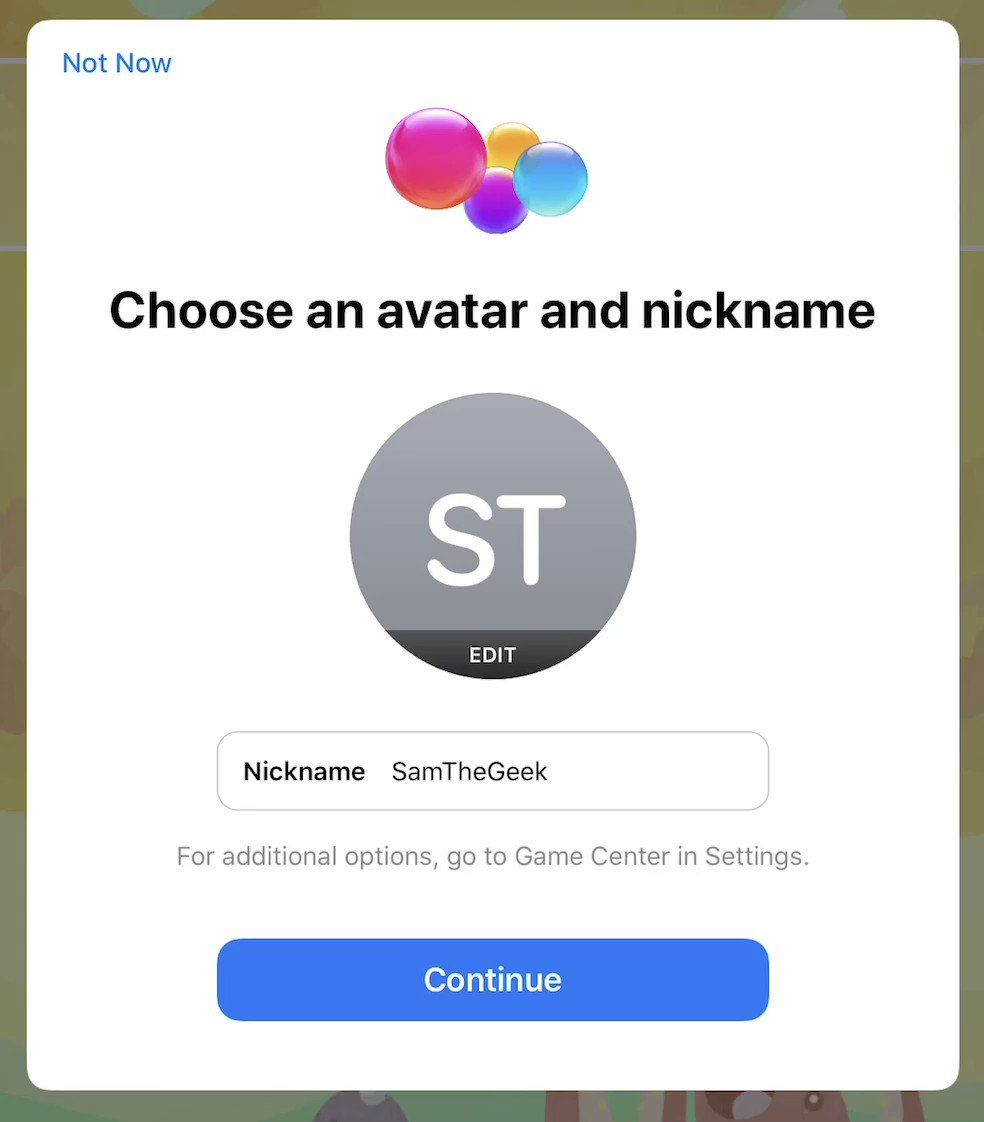 Not Now
Choose an avatar and nickname
ST
EDIT
Nickname SamTheGeek
For additional options, go to Game Center in Settings.
Continue